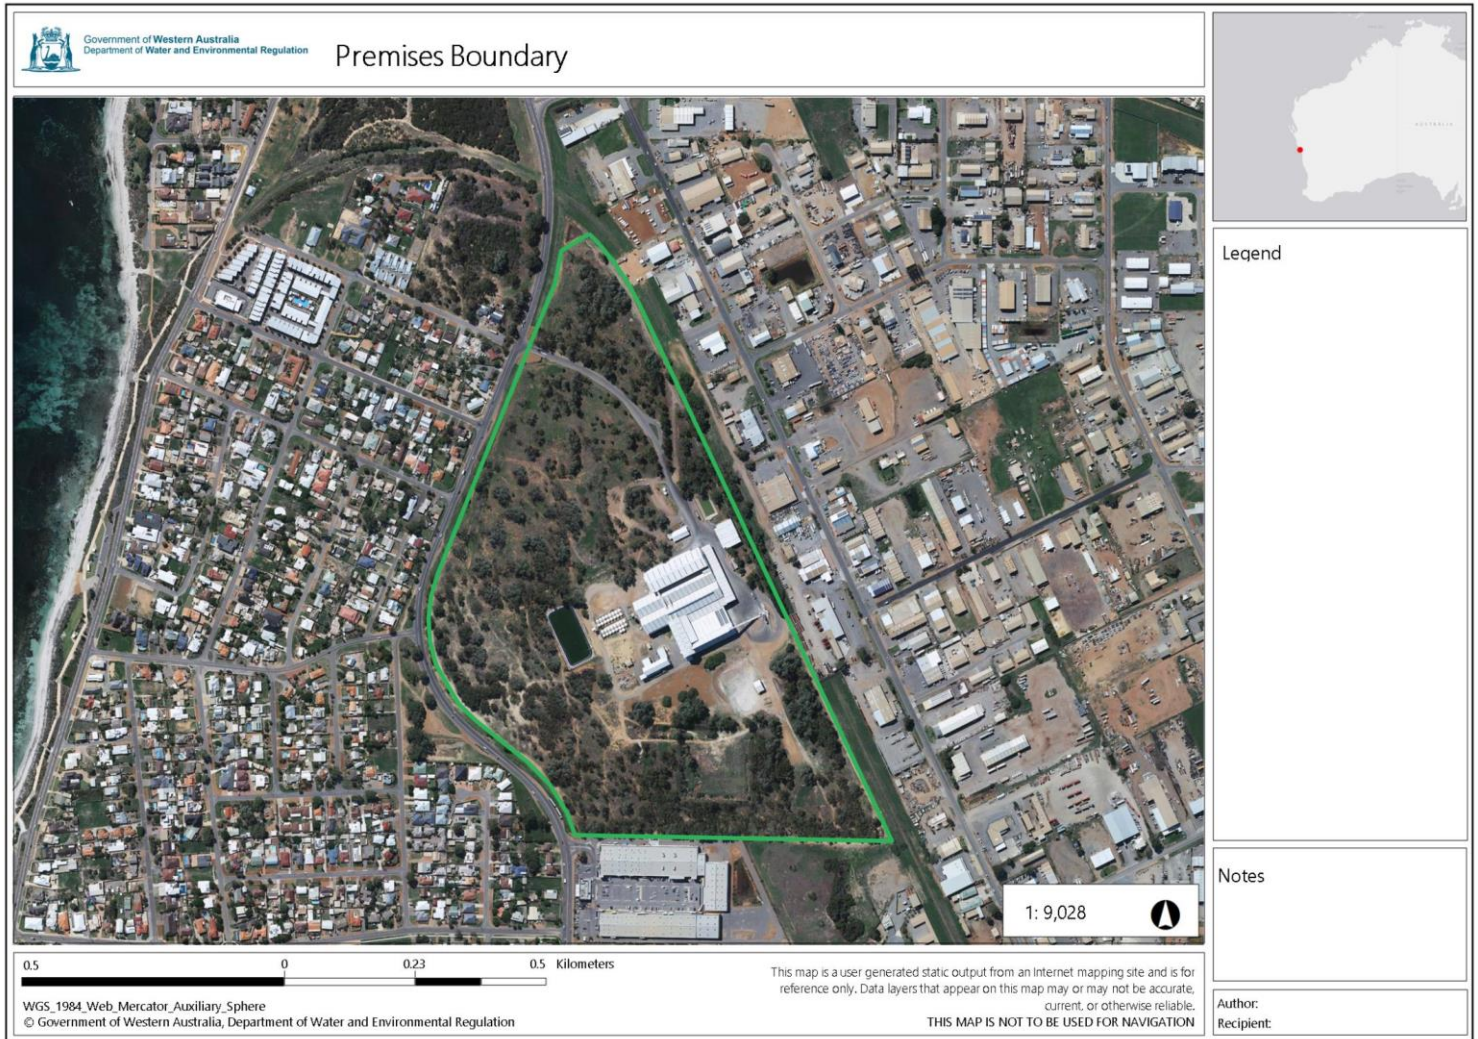 Government of Western Australia
Department of Water and Environmental Regulation
Premises Boundary
AUSTRALIA
Legend
1: 9,028
Notes
0.5 0 0.23 0.5 Kilometers
WGS_1984_Web_Mercator_Auxiliary_Sphere
© Government of Western Australia, Department of Water and Environmental Regulation
This map is a user generated static output from an Internet mapping site and is for
reference only. Data layers that appear on this map may or may not be accurate,
current, or otherwise reliable.
THIS MAP IS NOT TO BE USED FOR NAVIGATION
Author:
Recipient: